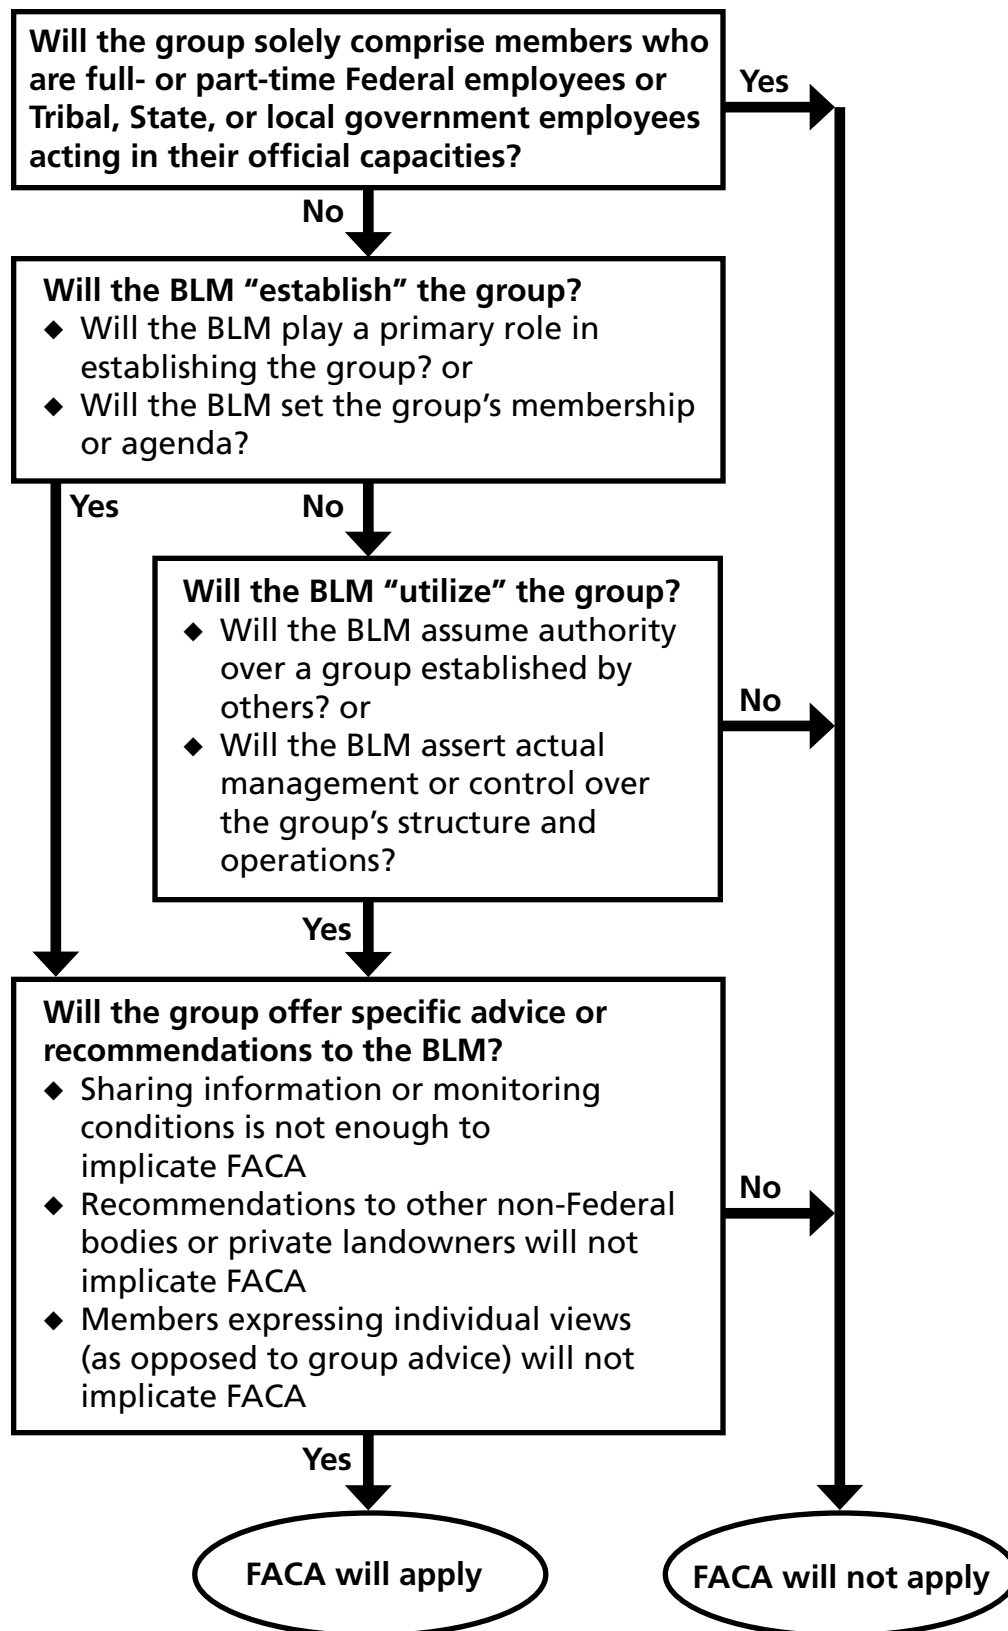 Will the group solely comprise members who
are full- or part-time Federal employees or
Tribal, State, or local government employees
acting in their official capacities?
Yes
No
Will the BLM “establish” the group?
◆ Will the BLM play a primary role in
establishing the group? or
◆ Will the BLM set the group’s membership
or agenda?
Yes
No
Will the BLM “utilize” the group?
◆ Will the BLM assume authority
over a group established by
others? or
◆ Will the BLM assert actual
management or control over
the group’s structure and
operations?
No
Yes
Will the group offer specific advice or
recommendations to the BLM?
◆ Sharing information or monitoring
conditions is not enough to
implicate FACA
◆ Recommendations to other non-Federal
bodies or private landowners will not
implicate FACA
◆ Members expressing individual views
(as opposed to group advice) will not
implicate FACA
No
Yes
FACA will apply
FACA will not apply